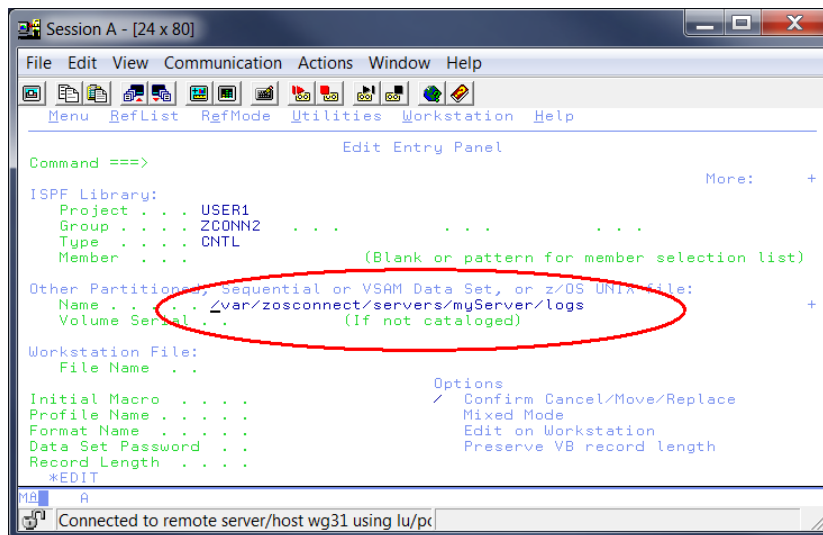 Session A - [24 x 80]
File Edit View Communication Actions Window Help
Menu RefList RefMode Utilities Workstation Help
Edit Entry Panel
Command ===>
More: +
ISPF Library:
Project . . . USER1
Group . . . . ZCONN2 . . . . . . . . .
Type . . . . CNTL
Member . . . (Blank or pattern for member selection list)
Other Partitioned, Sequential or VSAM Data Set, or z/OS UNIX file:
Name . . . . . /var/zosconnect/servers/myServer/logs +
Volume Serial . . (If not cataloged)
Workstation File:
File Name . .
Options
Initial Macro . . . . / Confirm Cancel/Move/Replace
Profile Name . . . . . Mixed Mode
Format Name . . . . . Edit on Workstation
Data Set Password . . Preserve VB record length
Record Length . . . .
*EDIT
MA A
Connected to remote server/host wg31 using lu/po